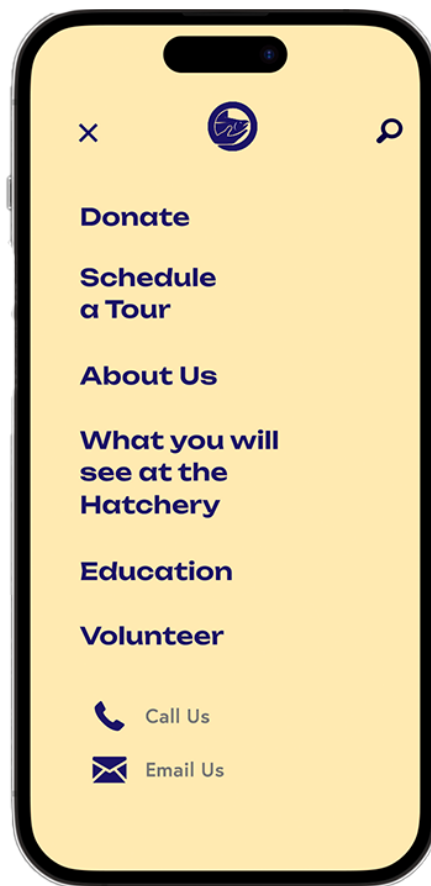 Donate
Schedule
a Tour
About Us
What you will
see at the
Hatchery
Education
Volunteer
Call Us
Email Us